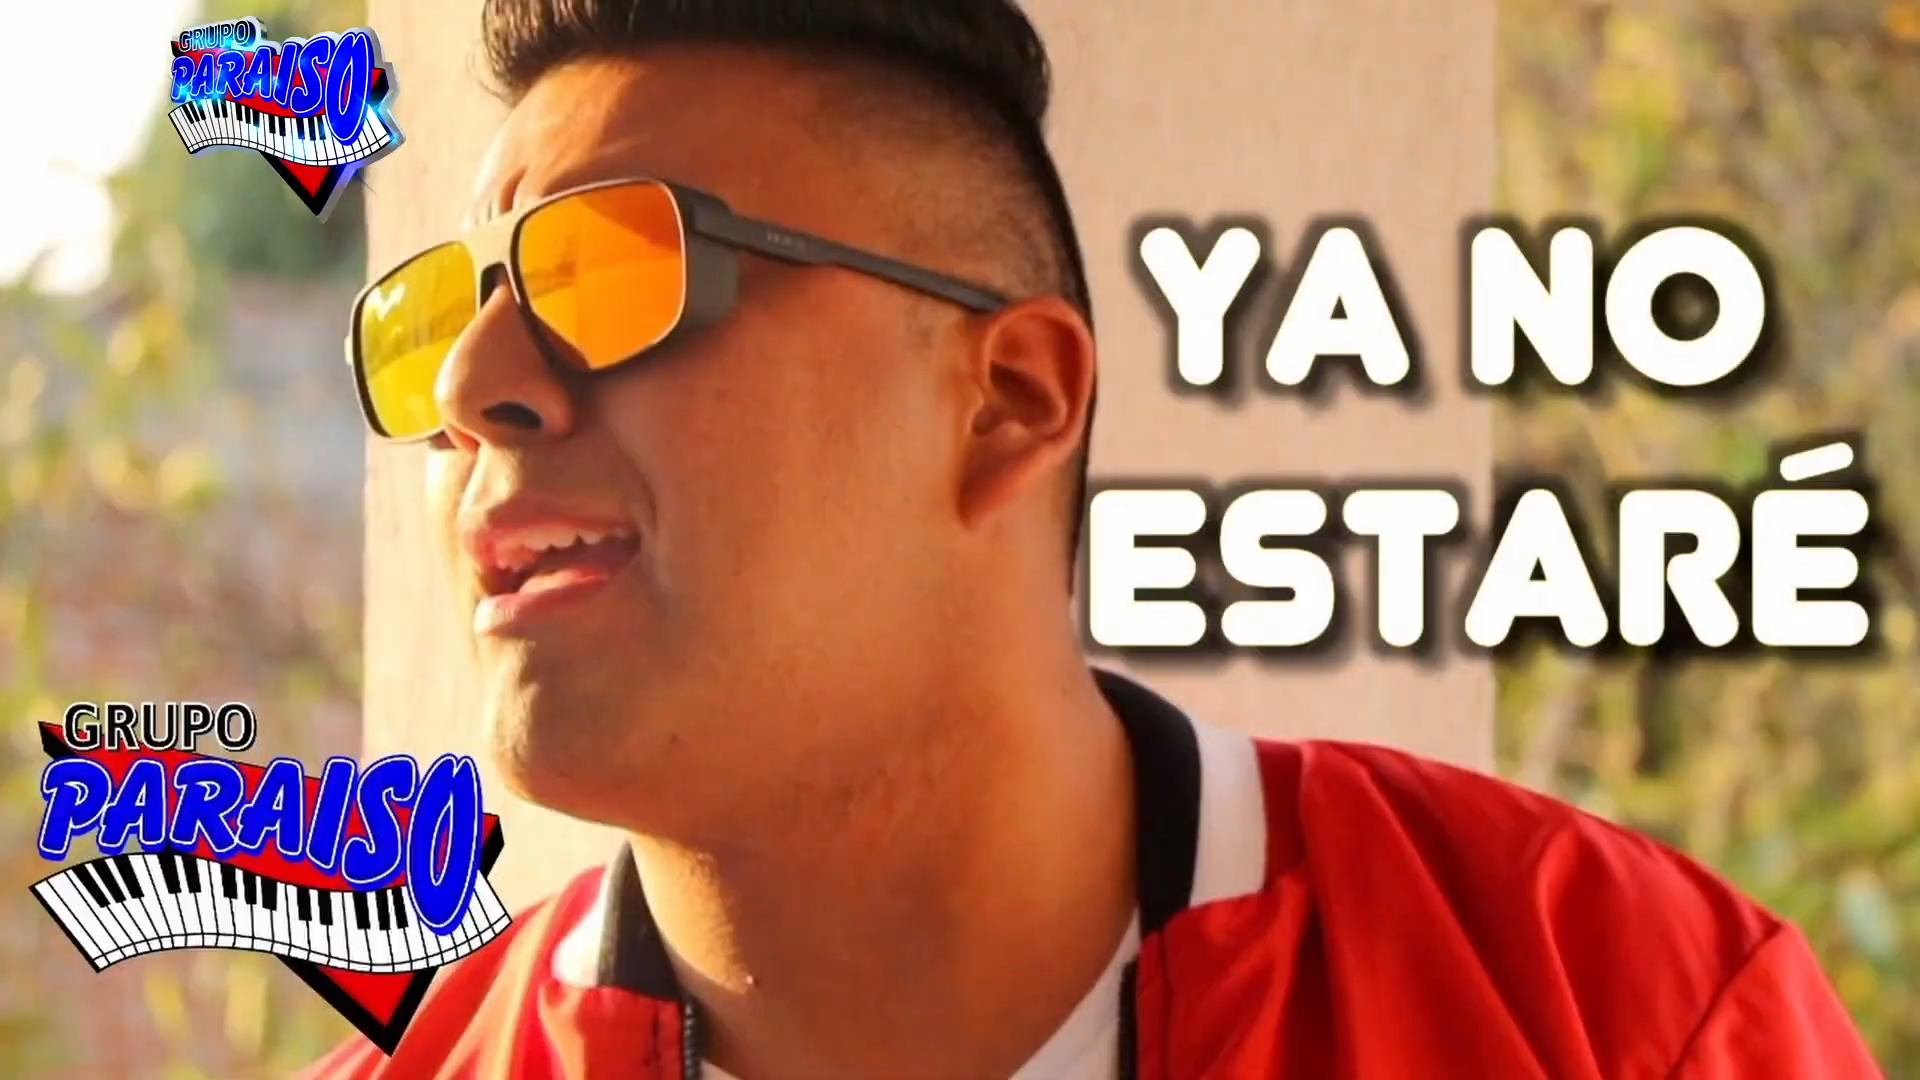 GRUPO
PARAISO
YA NO
ESTARÉ
GRUPO
PARAISO